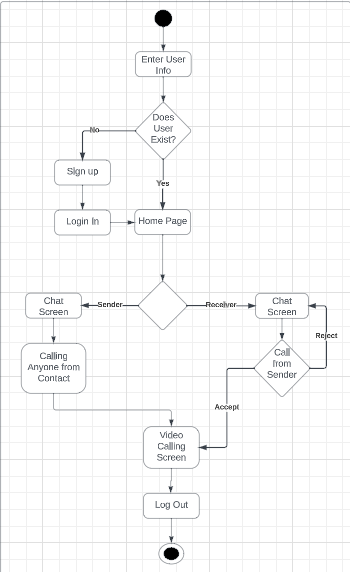 Enter User
Info
Does
User
Exist?
No
Sign up
Yes
Login In
Home Page
Chat
Screen
Sender
Receiver
Chat
Screen
Reject
Calling
Anyone from
Contact
Call
from
Sender
Accept
Video
Calling
Screen
Log Out